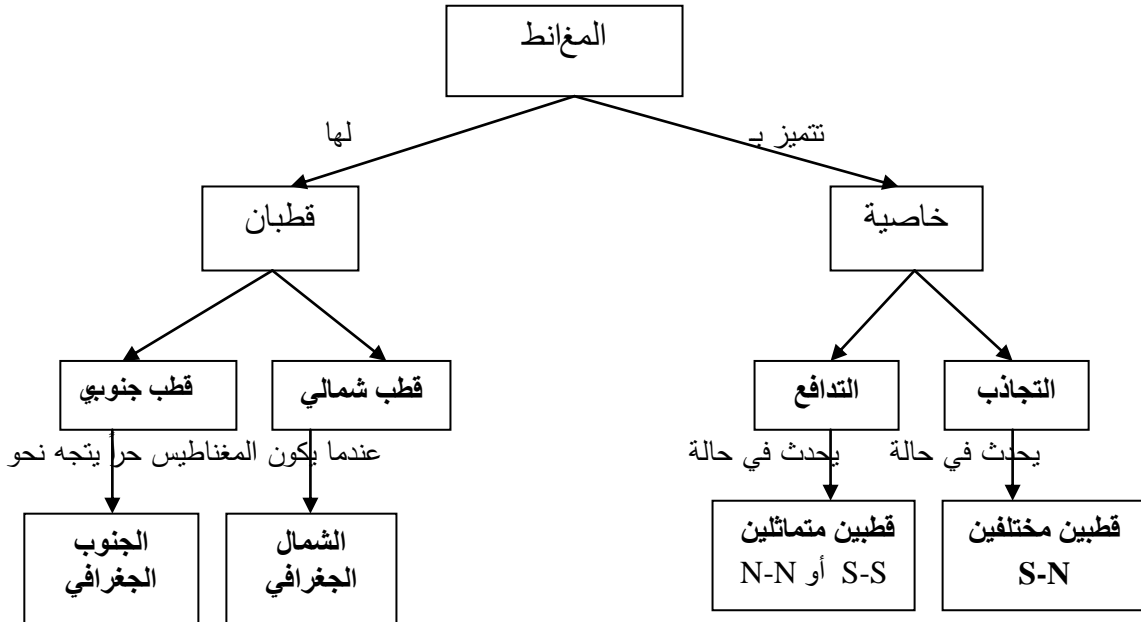 المغانط
تتميز بـ
لها
خاصية
قطبان
التجاذب
التدافع
قطب شمالي
قطب جنوبي
يحدث في حالة
يحدث في حالة
عندما يكون المغناطيس حراً يتجه نحو
قطبين مختلفين
S-N
قطبين متماثلين
S-S أو N-N
الشمال
الجغرافي
الجنوب
الجغرافي